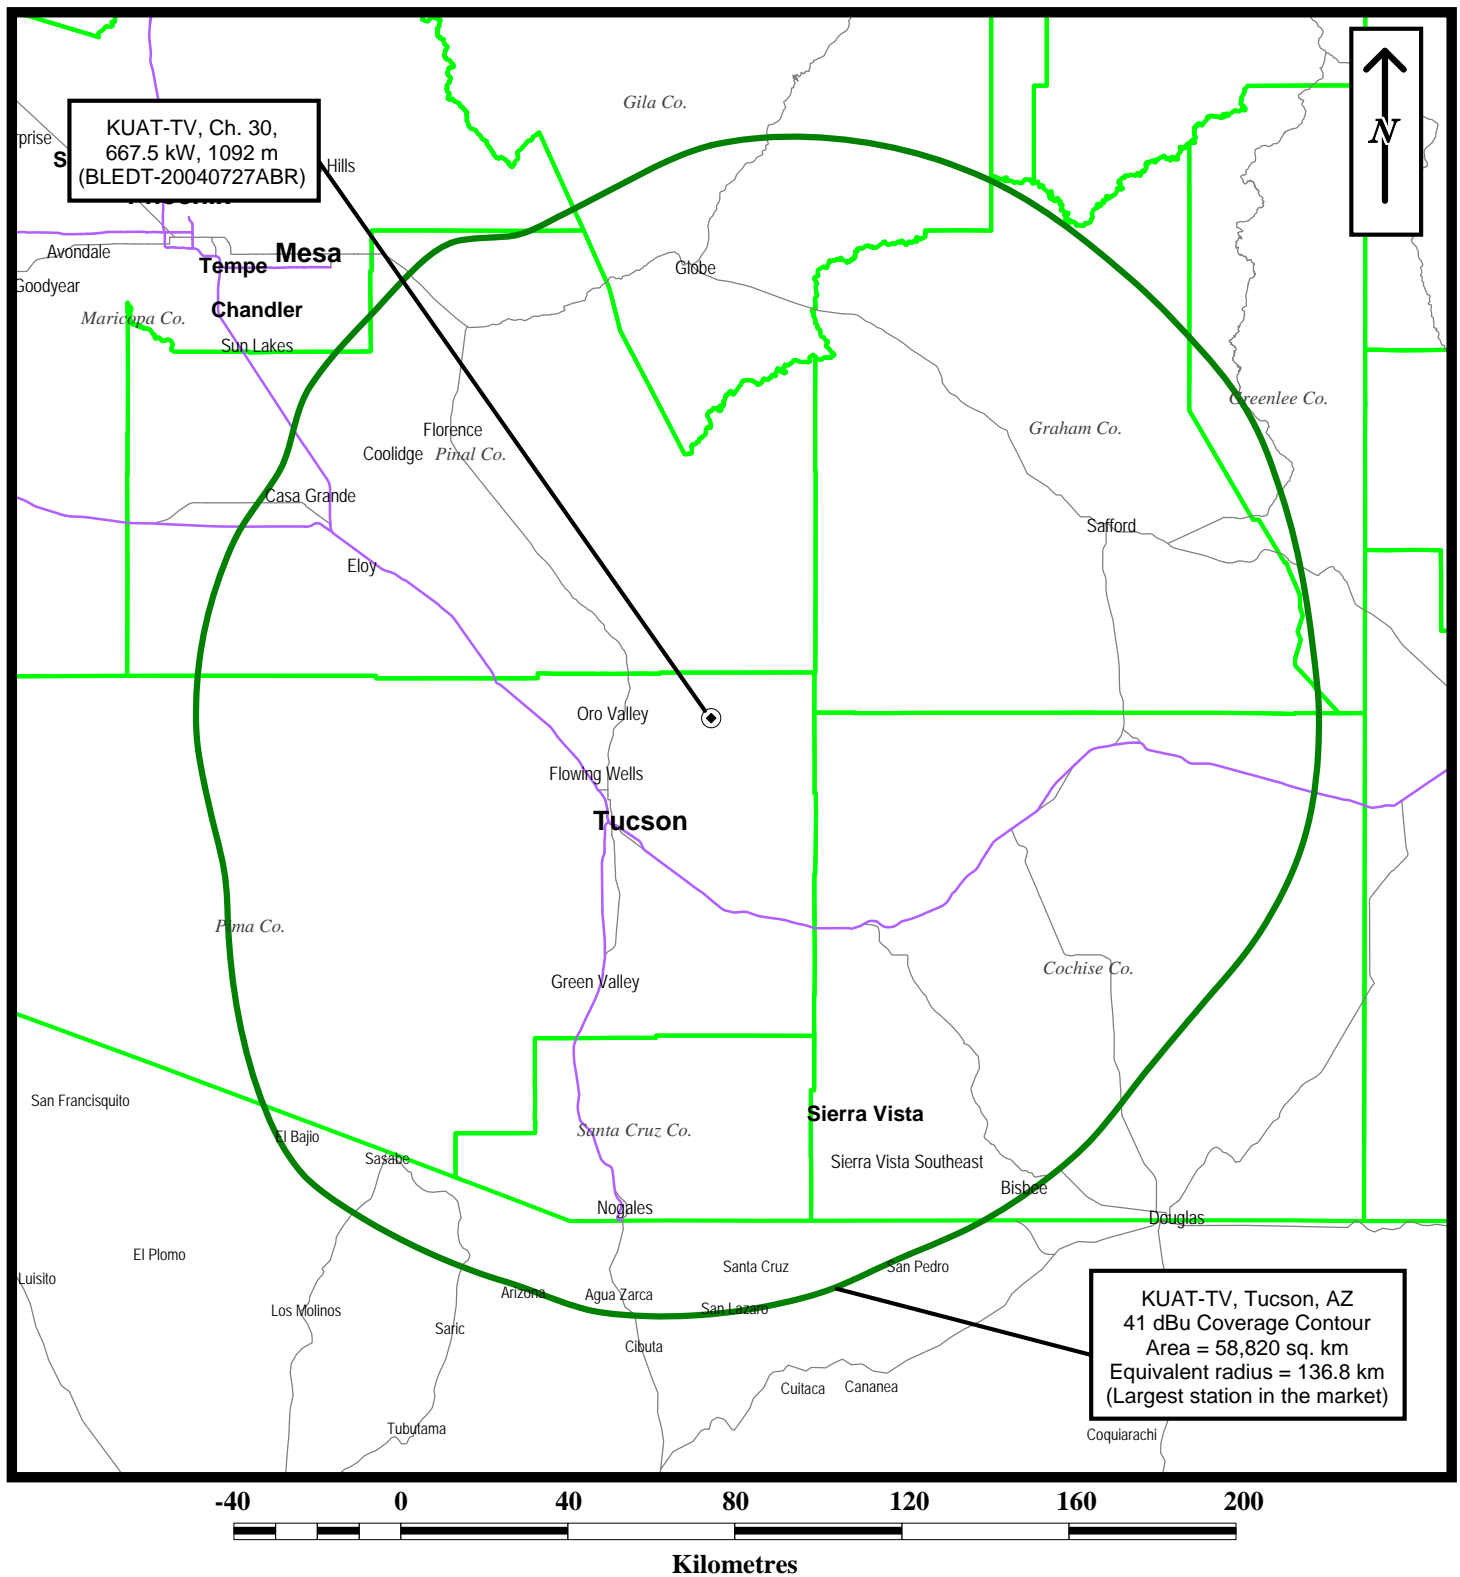 Gila Co.
KUAT-TV, Ch. 30,
667.5 kW, 1092 m
(BLEDT-20040727ABR)
N
rprise
S
Hills
Avondale
Tempe
Mesa
Globe
Goodyear
Chandler
Maricopa Co.
Sun Lakes
Greenlee Co.
Graham Co.
Florence
Coolidge
Pinal Co.
Casa Grande
Safford
Eloy
Oro Valley
Flowing Wells
Tucson
Pima Co.
Cochise Co.
Green Valley
San Francisquito
Sierra Vista
El Bajio
Santa Cruz Co.
Sasabe
Sierra Vista Southeast
Bisbee
Nogales
Douglas
El Plomo
Santa Cruz
San Pedro
Luisito
Arizona
Agua Zarca
San Lazaro
Los Molinos
Saric
Cibuta
KUAT-TV, Tucson, AZ
41 dBu Coverage Contour
Area = 58,820 sq. km
Equivalent radius = 136.8 km
(Largest station in the market)
Cuitaca
Cananea
Tubutama
Coquiarachi
-40 0 40 80 120 160 200
Kilometres